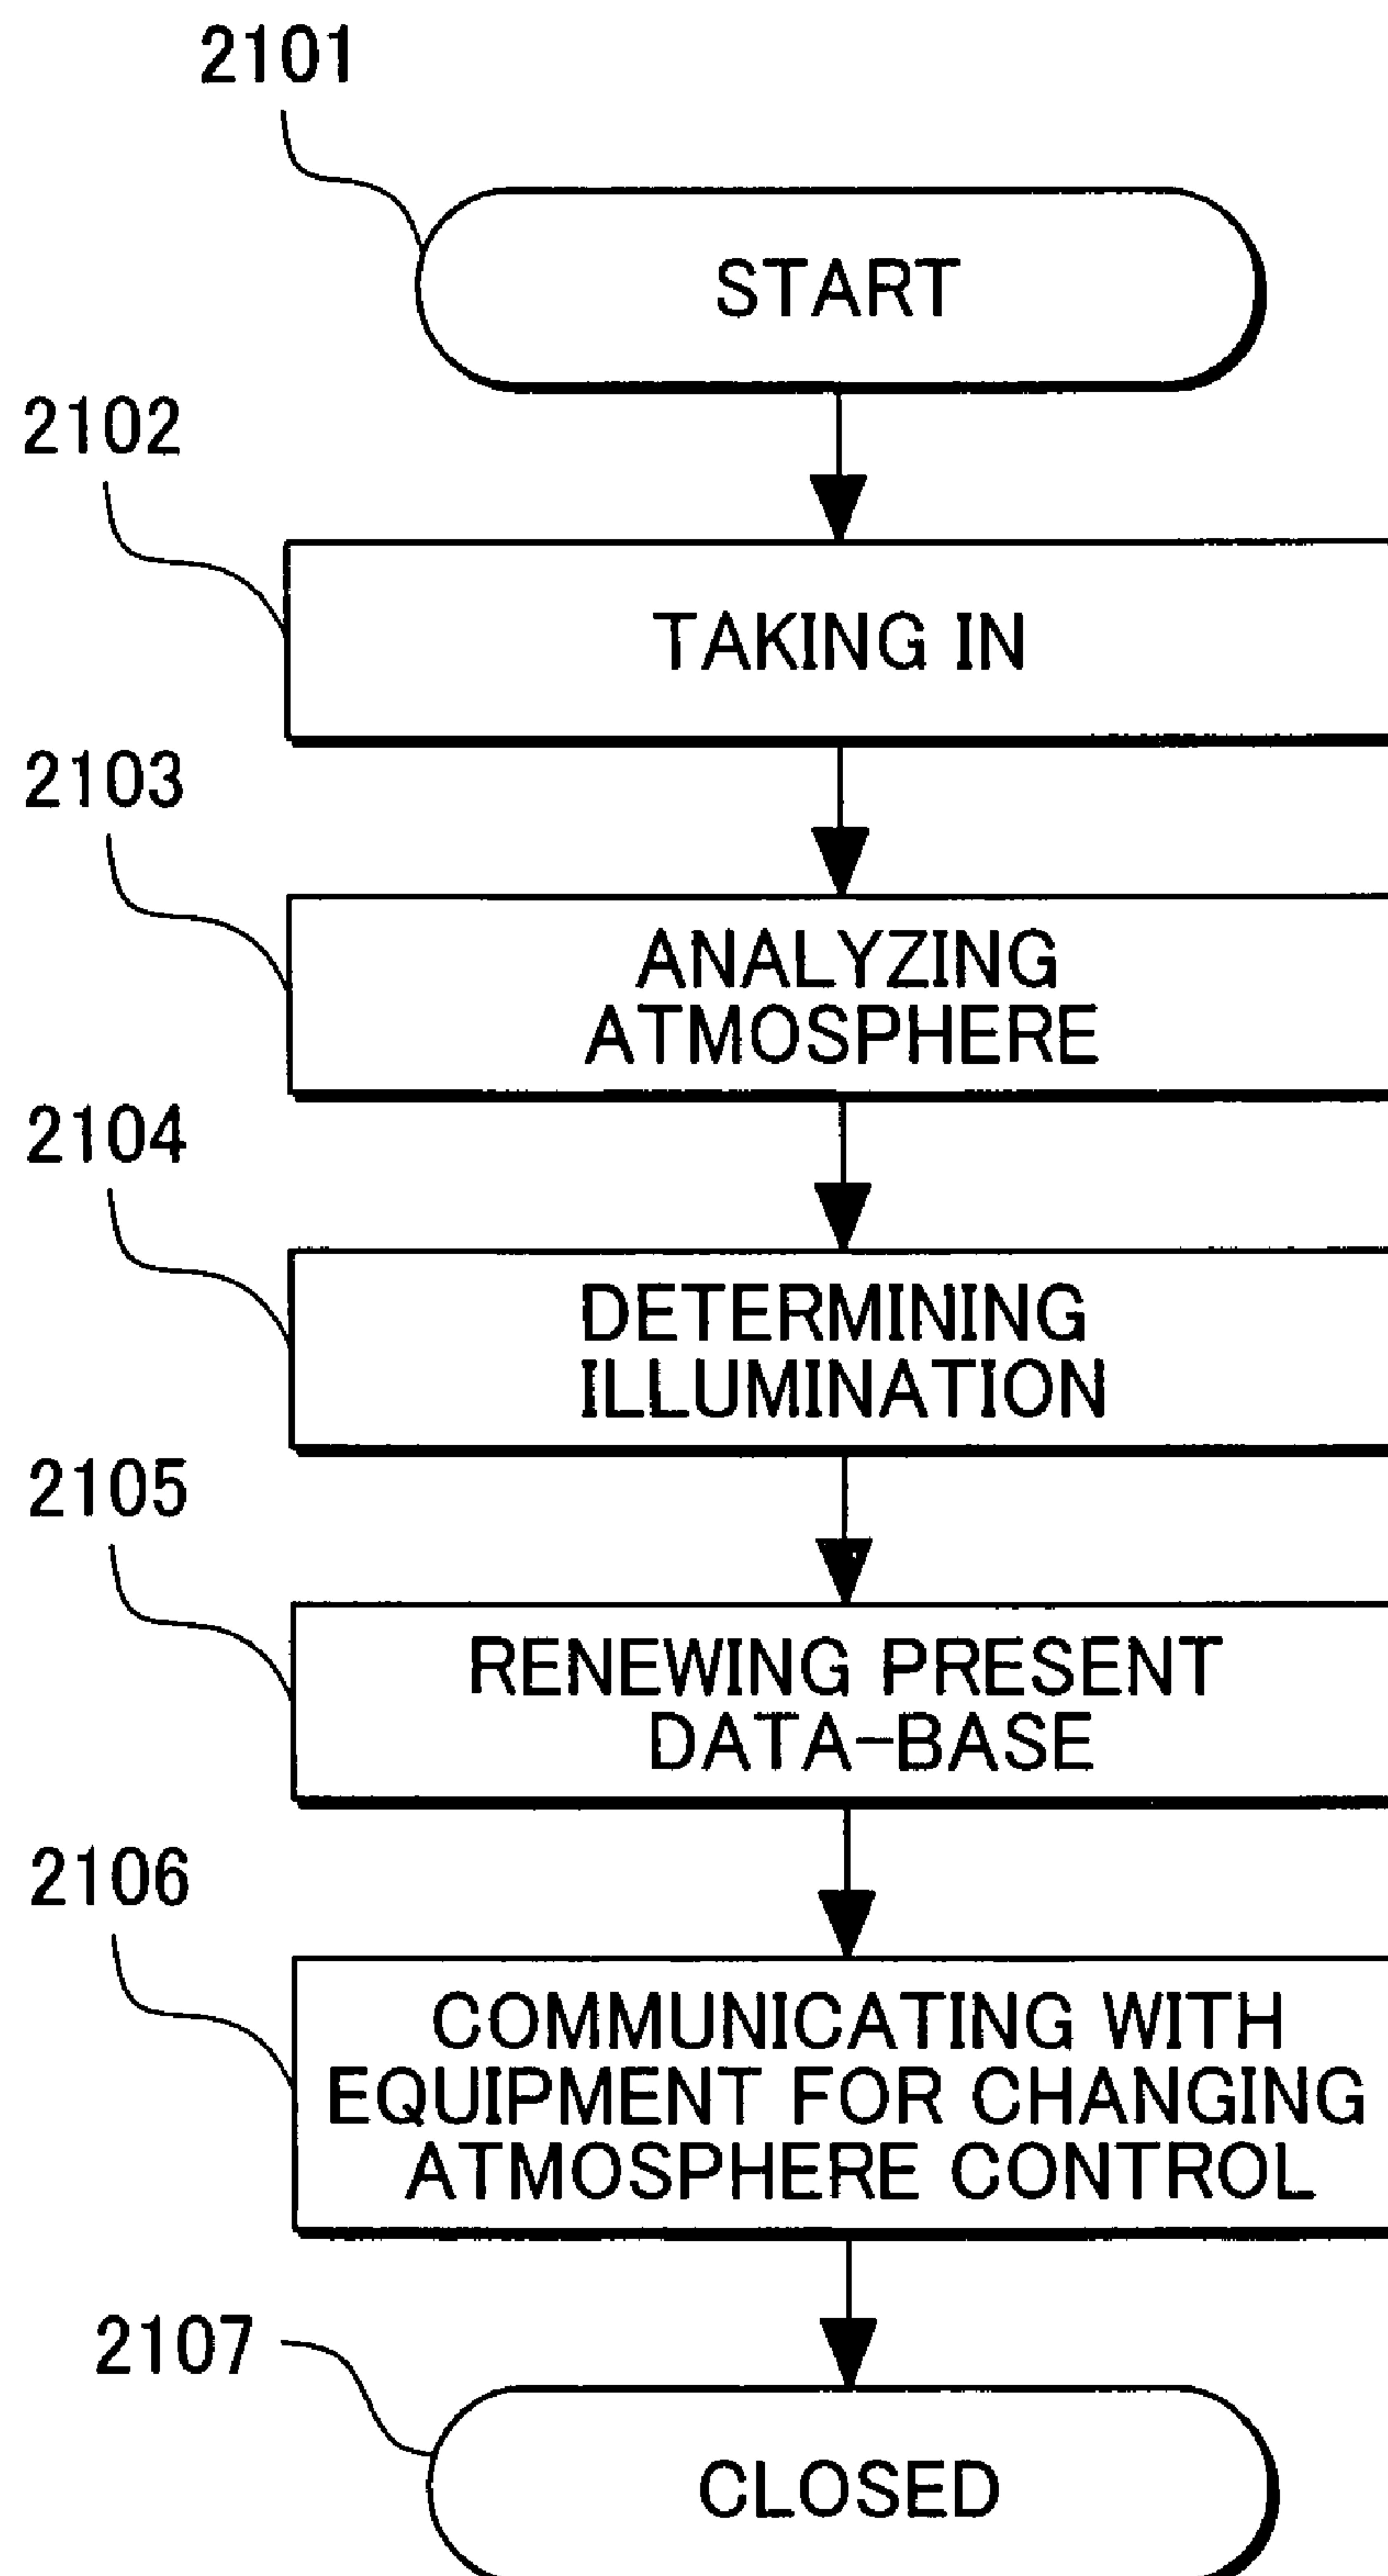 2101
START
2102
TAKING IN
2103
ANALYZING
ATMOSPHERE
2104
DETERMINING
ILLUMINATION
2105
RENEWING PRESENT
DATA-BASE
2106
COMMUNICATING WITH
EQUIPMENT FOR CHANGING
ATMOSPHERE CONTROL
2107
CLOSED